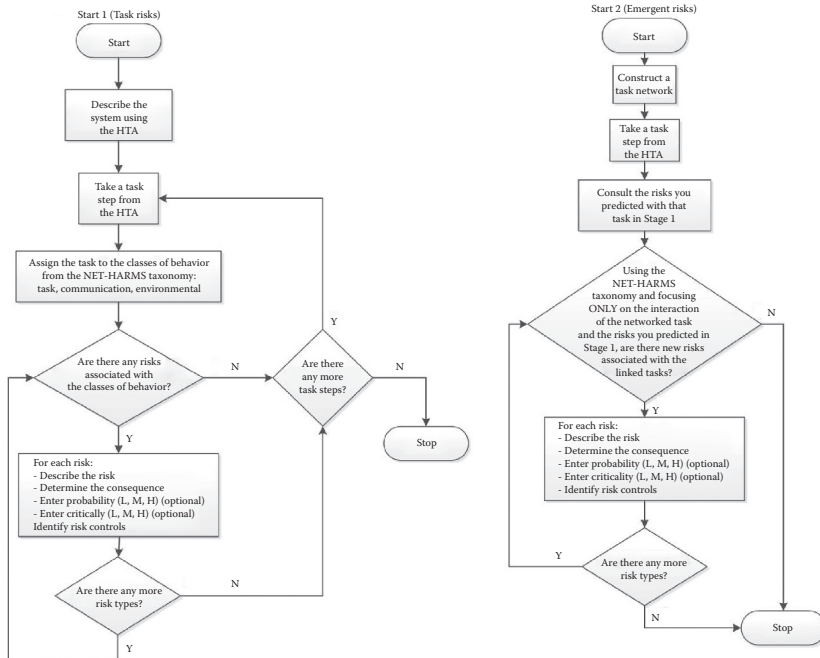 Start 1 (Task risks)
Start
Describe the
system using
the HTA
Take a task
step from
the HTA
Assign the task to the classes of behavior
from the NET-HARMS taxonomy:
task, communication, environmental
Are there any risks
associated with
the classes of behavior?
N
Y
Are there
any more
task steps?
Y
N
Stop
For each risk:
- Describe the risk
- Determine the consequence
- Enter probability (L, M, H) (optional)
- Enter critically (L, M, H) (optional)
Identify risk controls
Are there any more
risk types?
N
Y
Start 2 (Emergent risks)
Start
Construct a
task network
Take a task
step from
the HTA
Consult the risks you
predicted with that
task in Stage 1
Using the
NET-HARMS
taxonomy and focusing
ONLY on the interaction
of the networked task
and the risks you predicted in
Stage 1, are there new risks
associated with the
linked tasks?
N
Y
For each risk:
- Describe the risk
- Determine the consequence
- Enter probability (L, M, H) (optional)
- Enter criticality (L, M, H) (optional)
- Identify risk controls
Are there any more
risk types?
Y
N
Stop